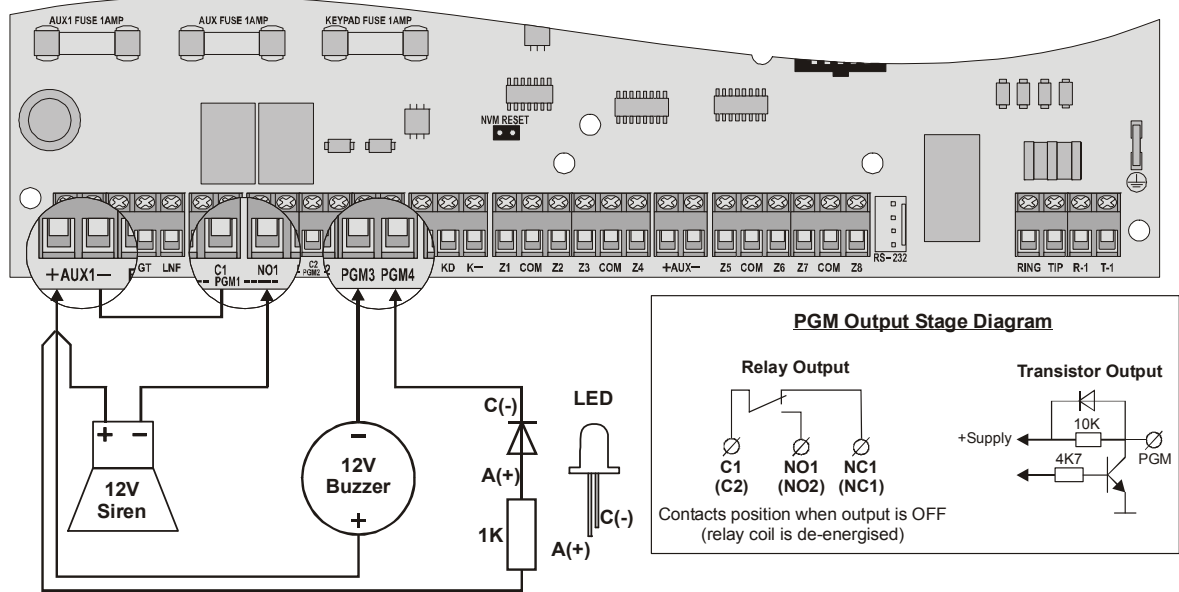 AUX1 FUSE 1AMP
AUX FUSE 1AMP
KEYPAD FUSE 1AMP
NVM RESET
+AUX1−
GT
LNF
C1
-- PGM1 -----
NO1
C2
PGM2
2
PGM3
PGM4
KD
K−
Z1
COM
Z2
Z3
COM
Z4
+AUX−
Z5
COM
Z6
Z7
COM
Z8
RS-232
RING
TIP
R-1
T-1
+ −
12V
Siren
−
12V
Buzzer
+
C(-)
A(+)
1K
LED
C(-)
A(+)
PGM Output Stage Diagram
Relay Output
C1
(C2)
NO1
(NO2)
NC1
(NC1)
Contacts position when output is OFF
(relay coil is de-energised)
Transistor Output
+Supply
10K
4K7
PGM